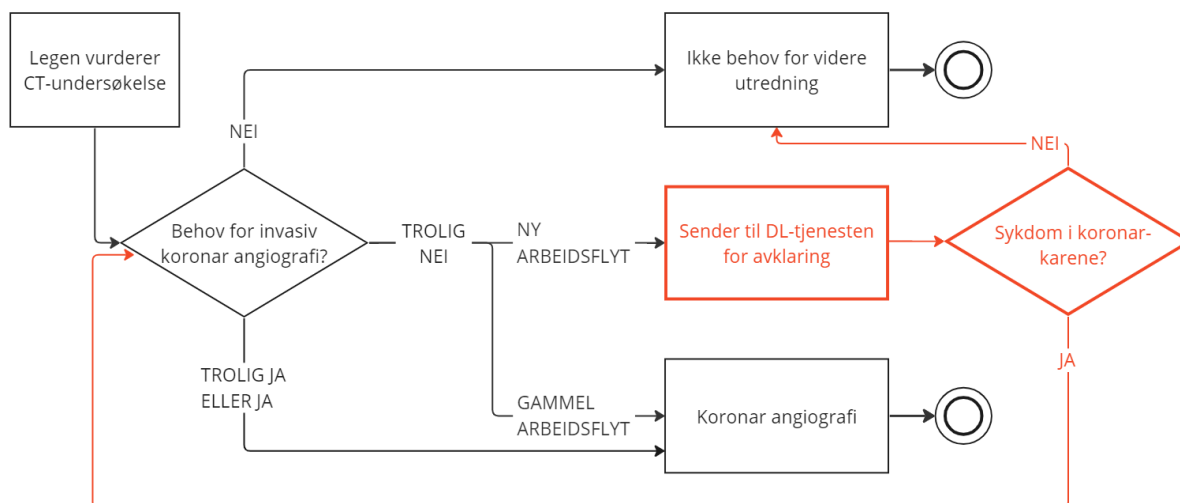 Legen vurderer
CT-undersøkelse
Ikke behov for videre
utredning
NEI
NEI
Behov for invasiv
koronar angiografi?
TROLIG
NEI
NY
ARBEIDSFLYT
Sender til DL-tjenesten
for avklaring
Sykdom i koronar-
karene?
TROLIG JA
ELLER JA
GAMMEL
ARBEIDSFLYT
Koronar angiografi
JA